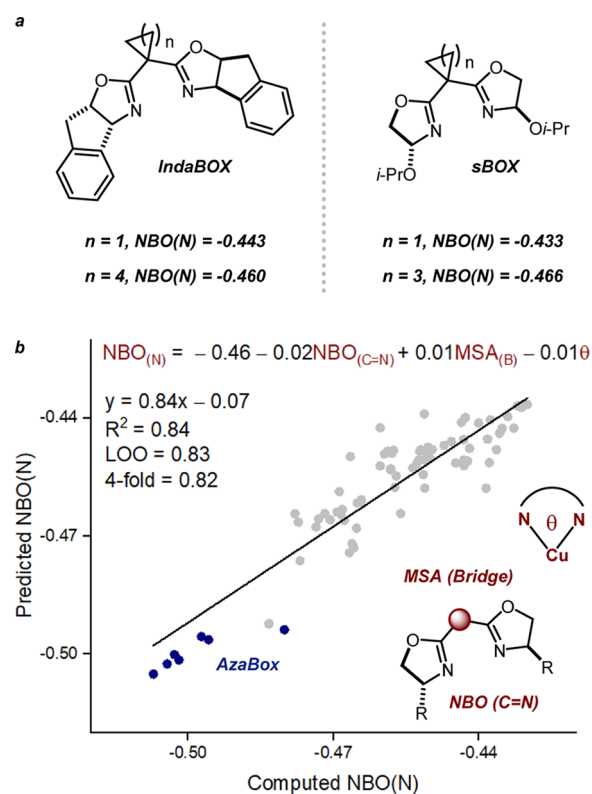 a
( ) n
O
N
O
N
IndaBOX
n = 1, NBO(N) = -0.443
n = 4, NBO(N) = -0.460
( ) n
O
N
O
N
Oi-Pr
i-PrO
sBOX
n = 1, NBO(N) = -0.433
n = 3, NBO(N) = -0.466
b
NBO(N) = − 0.46 − 0.02NBO(C=N) + 0.01MSA(B) − 0.01θ
y = 0.84x − 0.07
R² = 0.84
LOO = 0.83
4-fold = 0.82
-0.44
-0.47
-0.50
Predicted NBO(N)
AzaBox
N θ N
Cu
MSA (Bridge)
O
N
O
N
R
R
NBO (C=N)
-0.50 -0.47 -0.44
Computed NBO(N)